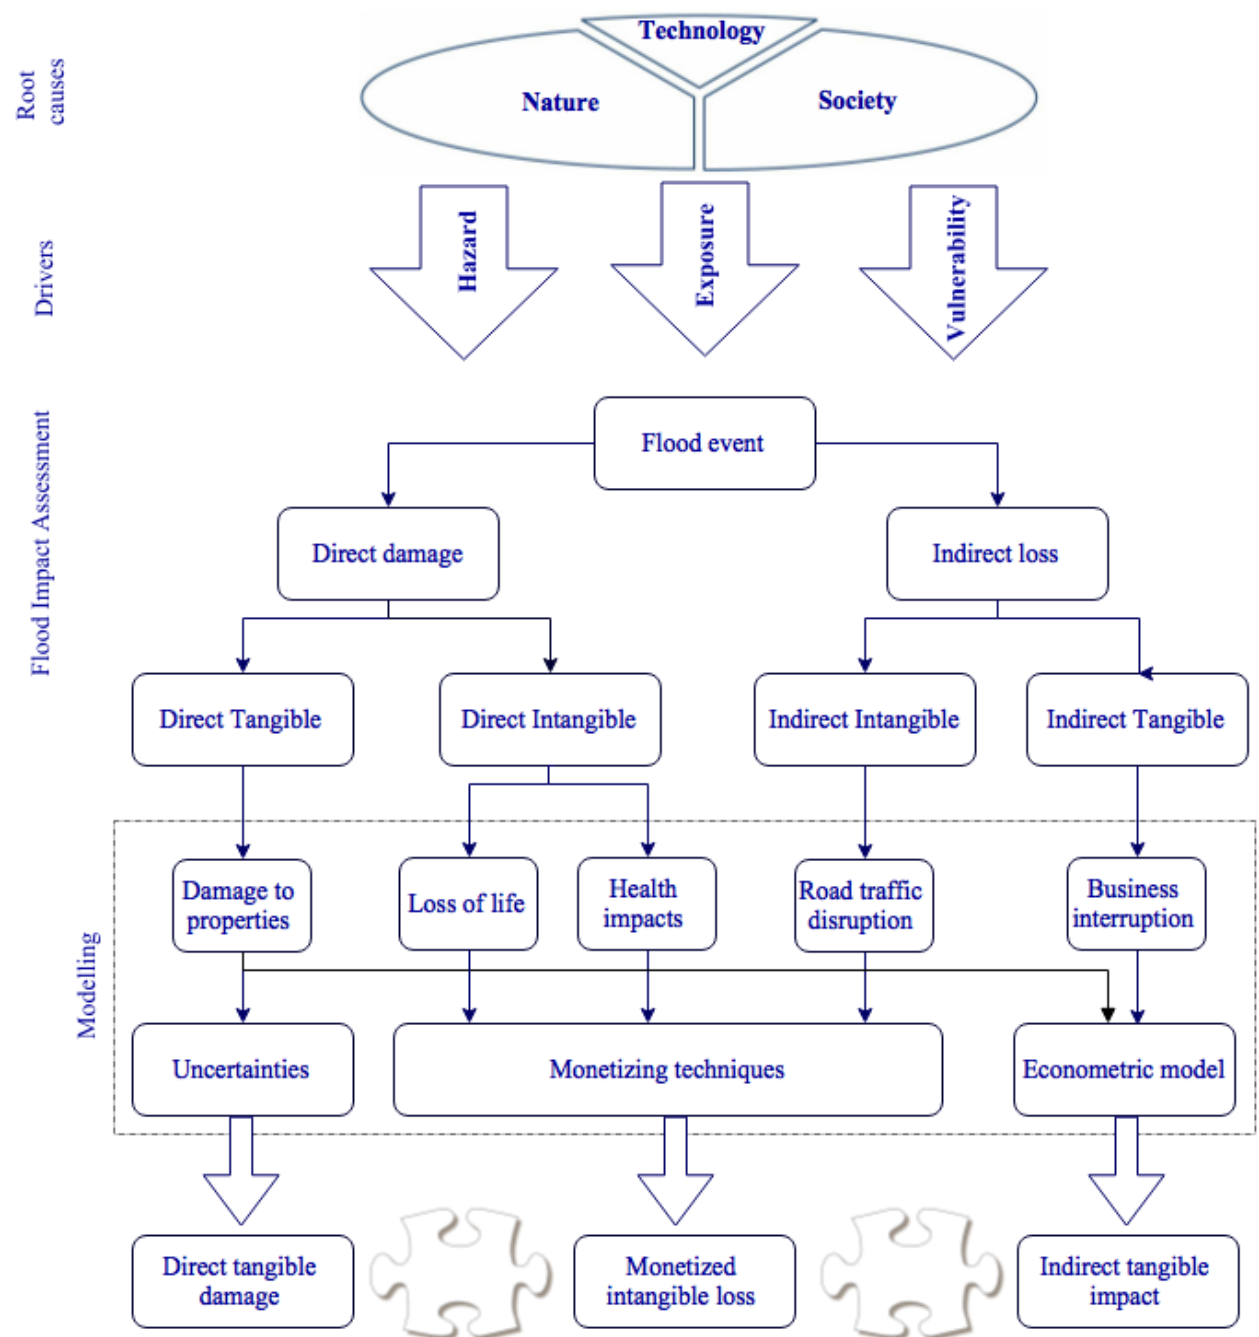 Technology
Nature
Society
Root
causes
Hazard
Exposure
Vulnerability
Drivers
Flood event
Direct damage
Indirect loss
Flood Impact Assessment
Direct Tangible
Direct Intangible
Indirect Intangible
Indirect Tangible
Damage to
properties
Loss of life
Health
impacts
Road traffic
disruption
Business
interruption
Modelling
Uncertainties
Monetizing techniques
Econometric model
Direct tangible
damage
Monetized
intangible loss
Indirect tangible
impact